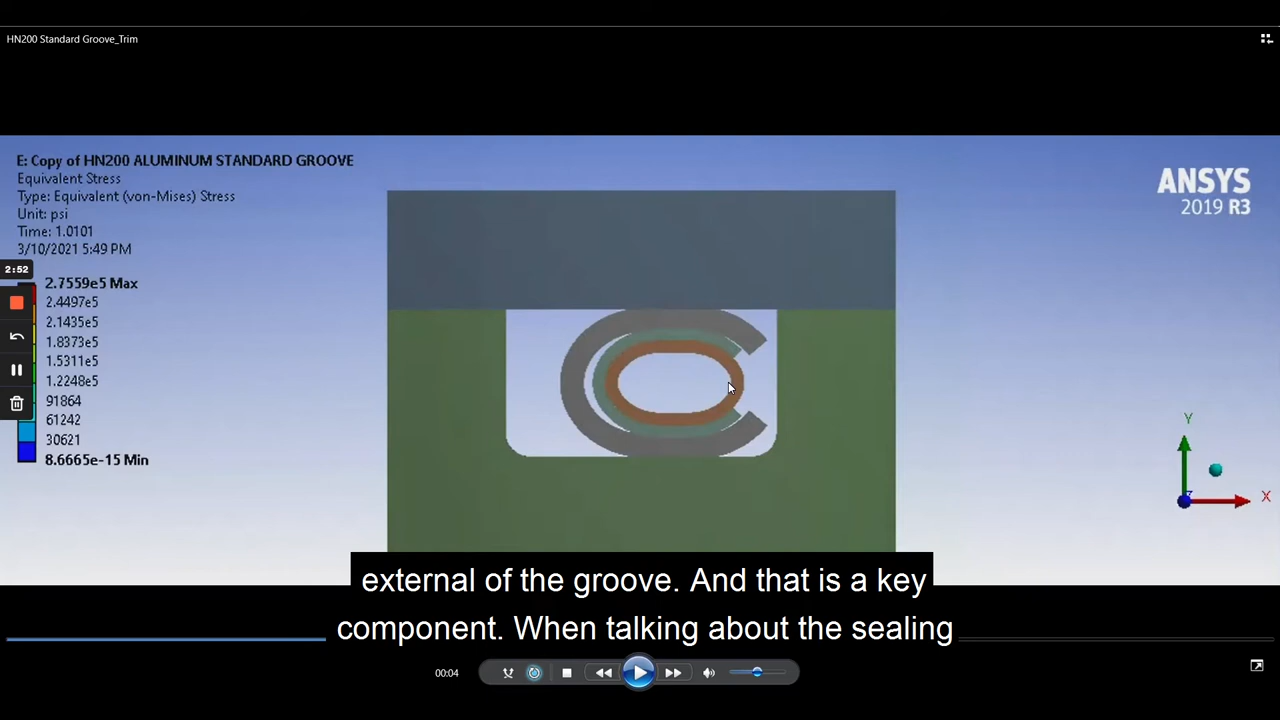 HN200 Standard Groove_Trim
E: Copy of HN200 ALUMINUM STANDARD GROOVE
Equivalent Stress
Type: Equivalent (von-Mises) Stress
Unit: psi
Time: 1.0101
3/10/2021 5:49 PM
ANSYS
2019 R3
2:52
2.7559e5 Max
2.4497e5
2.1435e5
1.8373e5
1.5311e5
1.2248e5
91864
61242
30621
8.6665e-15 Min
Y
X
Z
external of the groove. And that is a key
component. When talking about the sealing
00:04